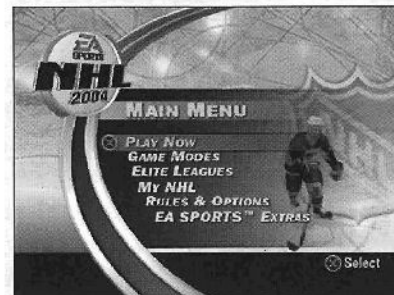 EA
SPORTS
NHL
2004
MAIN MENU
PLAY NOW
GAME MODES
ELITE LEAGUES
MY NHL
RULES & OPTIONS
EA SPORTS™ EXTRAS
Select